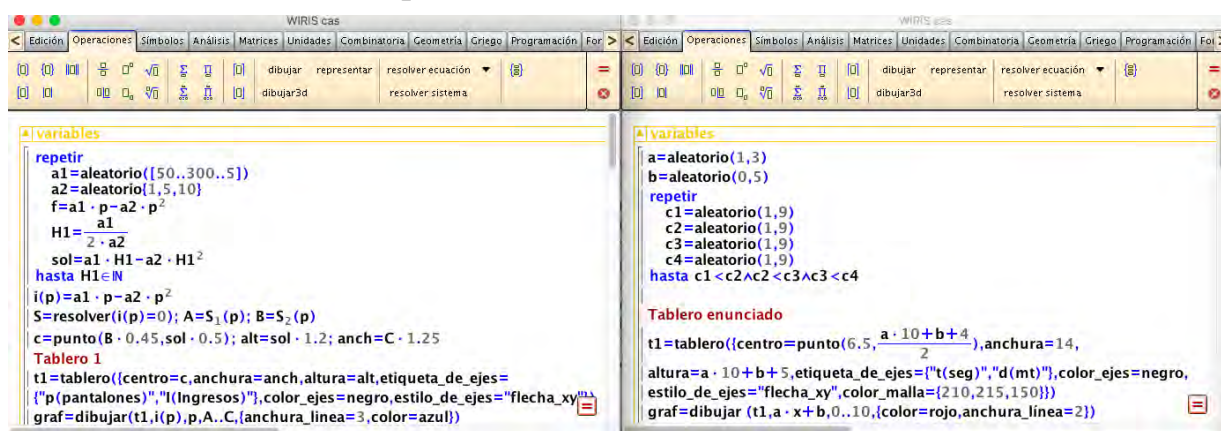 WIRIS cas
< Edición Operaciones Símbolos Análisis Matrices Unidades Combinatoria Geometría Griego Programación For >
dibujar representar resolver ecuación
dibujar3d resolver sistema
variables
repetir
a1=aleatorio([50..300..5])
a2=aleatorio{1,5,10}
f=a1·p-a2·p²
H1=a1/(2·a2)
sol=a1·H1-a2·H1²
hasta H1∈ℕ
i(p)=a1·p-a2·p²
S=resolver(i(p)=0); A=S₁(p); B=S₂(p)
c=punto(B·0.45,sol·0.5); alt=sol·1.2; anch=C·1.25
Tablero 1
t1=tablero({centro=c,anchura=anch,altura=alt,etiqueta_de_ejes=
{"p(pantalones)","I(Ingresos)"},color_ejes=negro,estilo_de_ejes="flecha_xy"})
graf=dibujar(t1,i(p),p,A..C,{anchura_linea=3,color=azul})
WIRIS cas
< Edición Operaciones Símbolos Análisis Matrices Unidades Combinatoria Geometría Griego Programación
dibujar representar resolver ecuación
dibujar3d resolver sistema
variables
a=aleatorio(1,3)
b=aleatorio(0,5)
repetir
c1=aleatorio(1,9)
c2=aleatorio(1,9)
c3=aleatorio(1,9)
c4=aleatorio(1,9)
hasta c1<c2∧c2<c3∧c3<c4
Tablero enunciado
t1=tablero({centro=punto(6.5,(a·10+b+4)/2),anchura=14,
altura=a·10+b+5,etiqueta_de_ejes={"t(seg)","d(mt)"},color_ejes=negro,
estilo_de_ejes="flecha_xy",color_malla={210,215,150}})
graf=dibujar (t1,a·x+b,0..10,{color=rojo,anchura_línea=2})